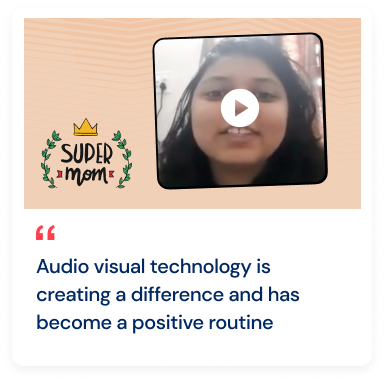 SUPER
mom
“
Audio visual technology is
creating a difference and has
become a positive routine